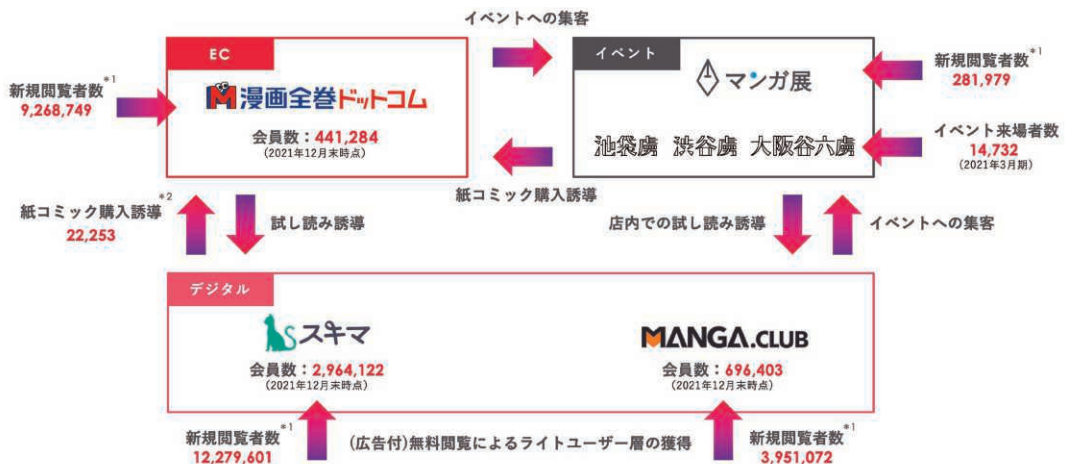 イベントへの集客
EC
漫画全巻ドットコム
会員数：441,284
(2021年12月末時点)
新規閲覧者数*1
9,268,749
イベント
マンガ展
池袋虜 渋谷虜 大阪谷六虜
新規閲覧者数*1
281,979
イベント来場者数
14,732
(2021年3月期)
紙コミック購入誘導
紙コミック購入誘導*2
22,253
試し読み誘導
店内での試し読み誘導
イベントへの集客
デジタル
スキマ
会員数：2,964,122
(2021年12月末時点)
MANGA.CLUB
会員数：696,403
(2021年12月末時点)
新規閲覧者数*1
12,279,601
(広告付)無料閲覧によるライトユーザー層の獲得
新規閲覧者数*1
3,951,072